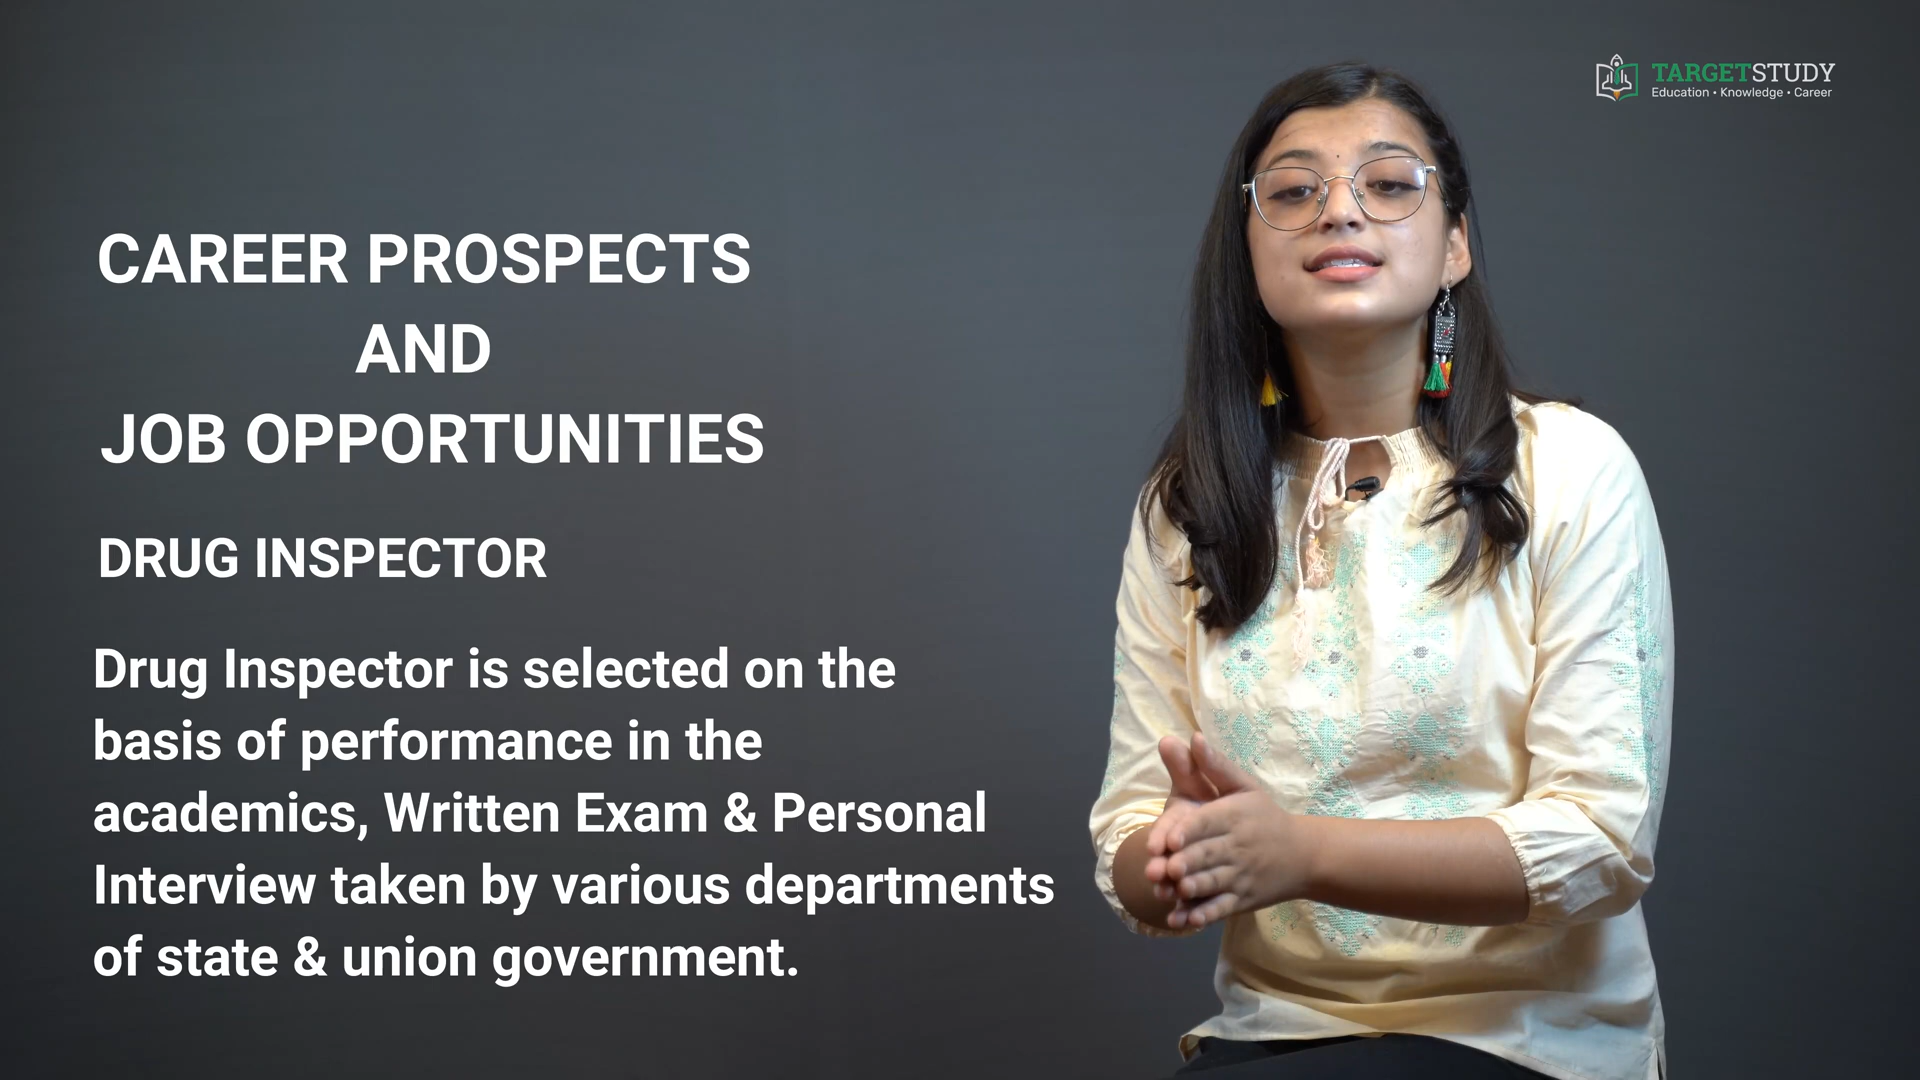 TARGETSTUDY
Education • Knowledge • Career
CAREER PROSPECTS
AND
JOB OPPORTUNITIES
DRUG INSPECTOR
Drug Inspector is selected on the
basis of performance in the
academics, Written Exam & Personal
Interview taken by various departments
of state & union government.